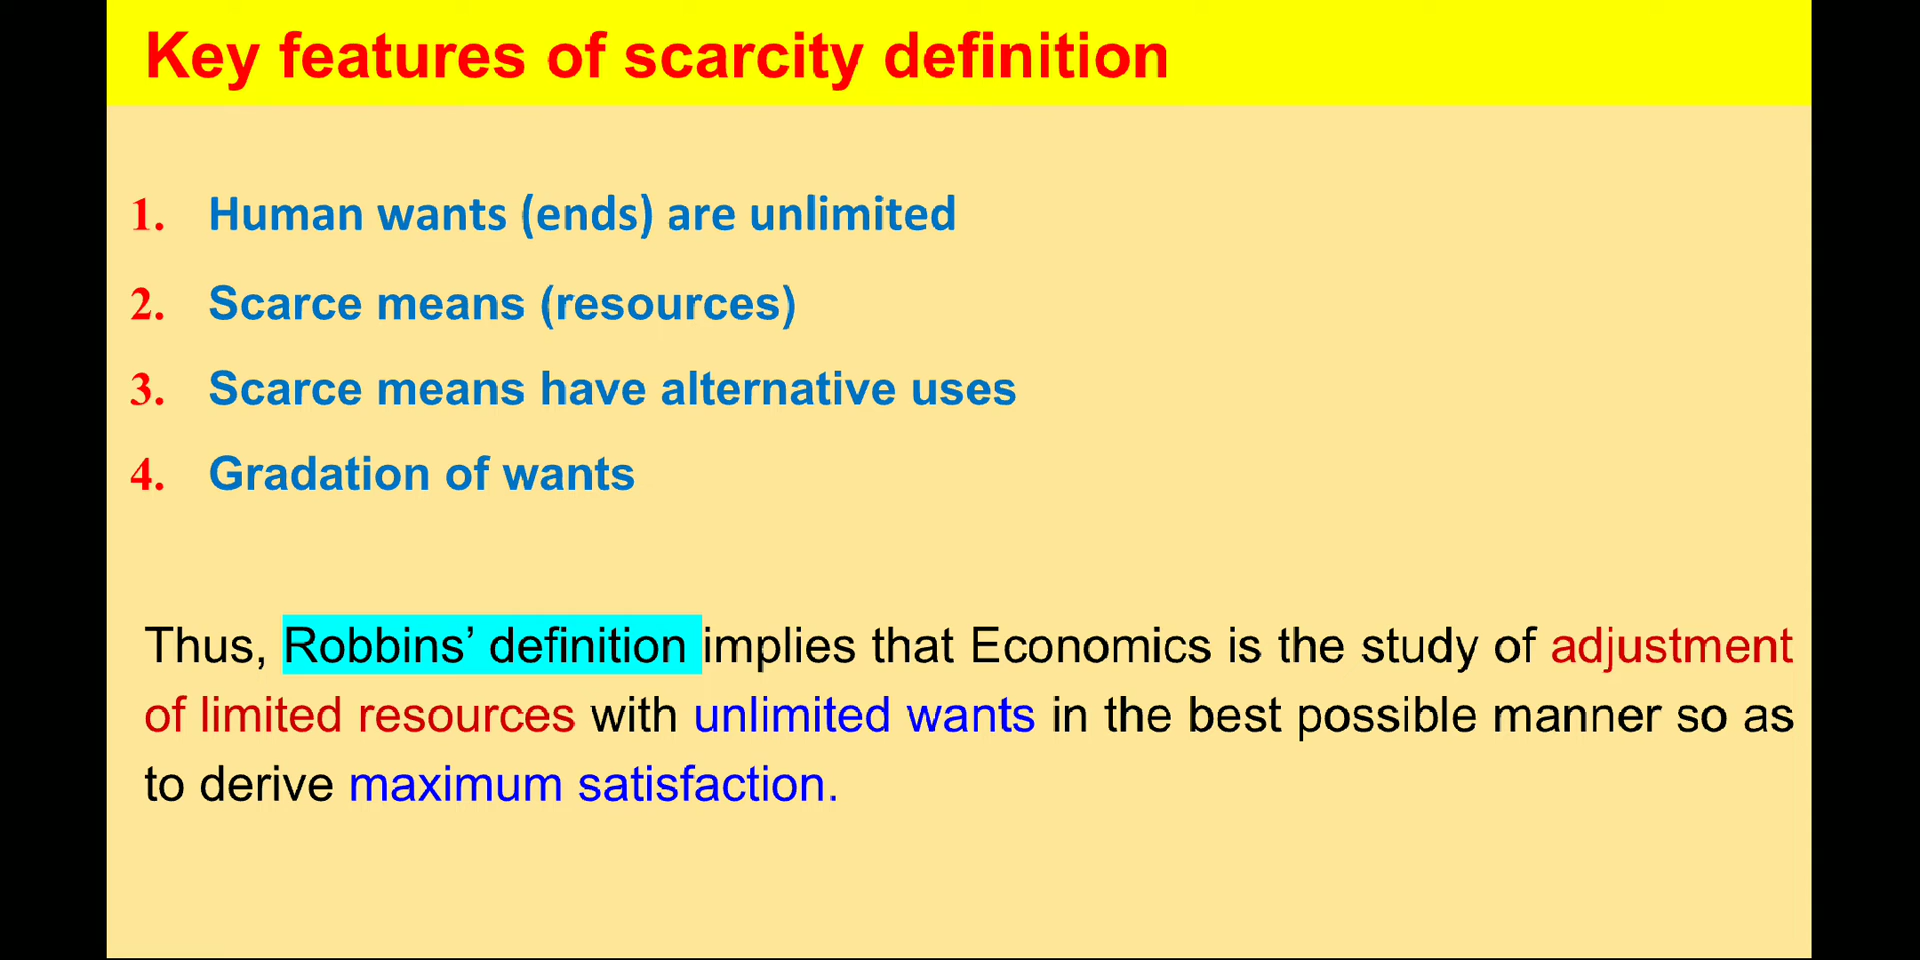 Key features of scarcity definition
1. Human wants (ends) are unlimited
2. Scarce means (resources)
3. Scarce means have alternative uses
4. Gradation of wants
Thus, Robbins’ definition implies that Economics is the study of adjustment
of limited resources with unlimited wants in the best possible manner so as
to derive maximum satisfaction.